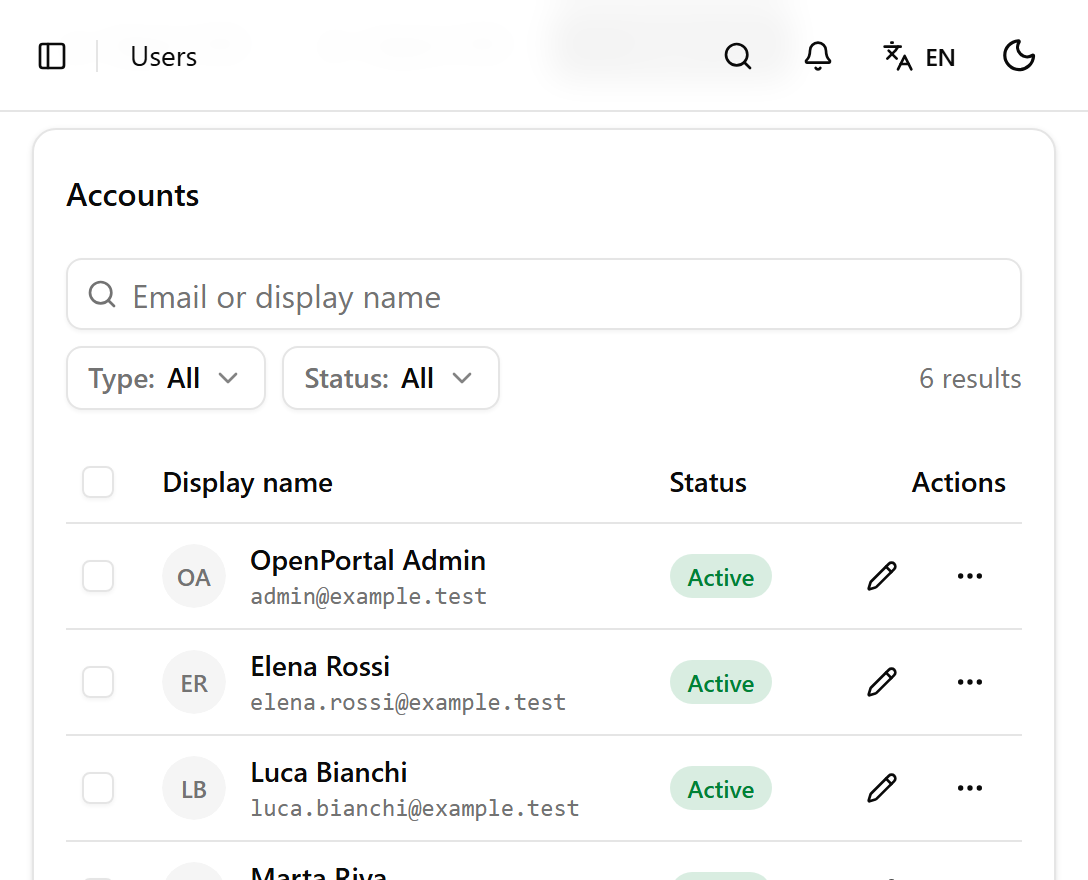 Users
EN
Accounts
Email or display name
Type: All
Status: All
6 results
Display name Status Actions
OA
OpenPortal Admin
admin@example.test
Active
ER
Elena Rossi
elena.rossi@example.test
Active
LB
Luca Bianchi
luca.bianchi@example.test
Active
Marta Riva